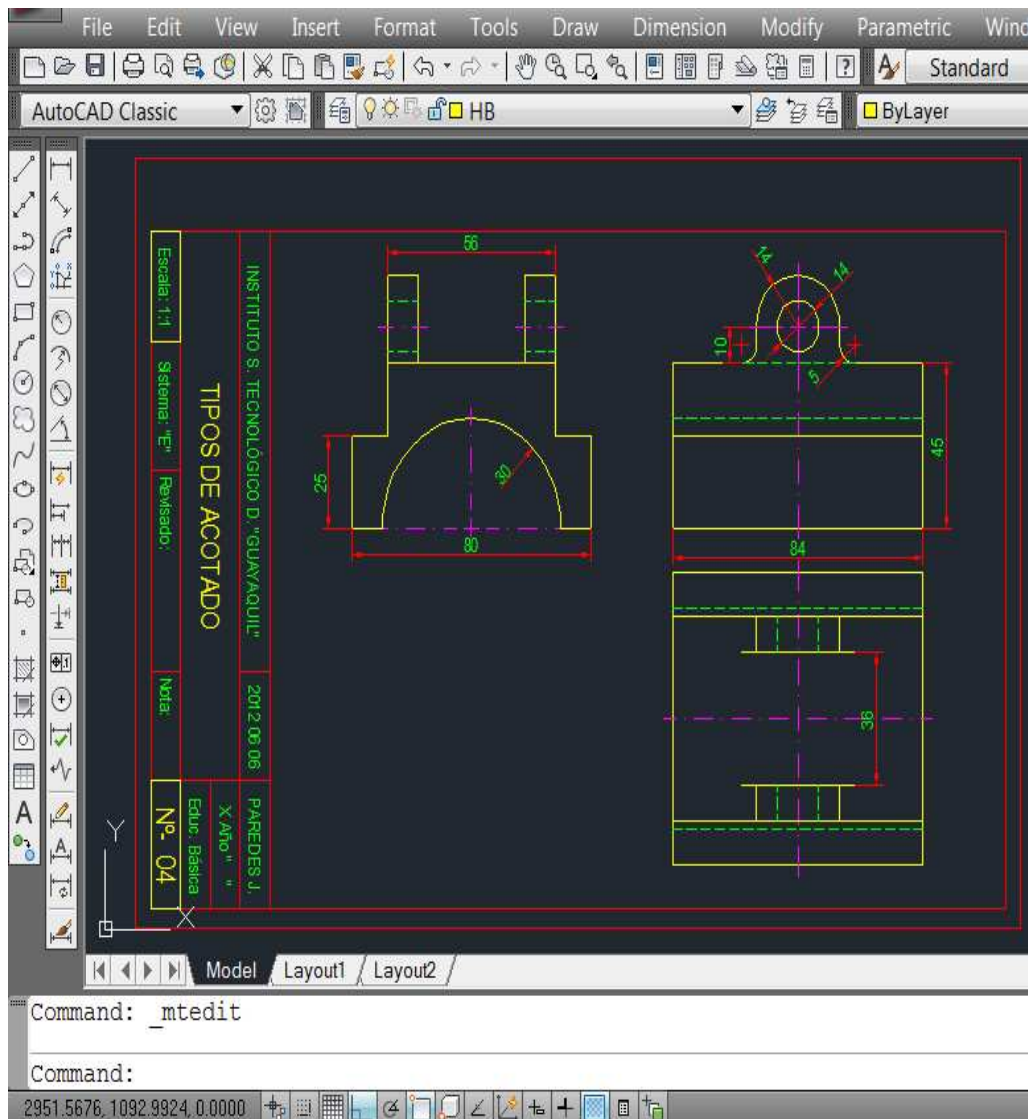 File Edit View Insert Format Tools Draw Dimension Modify Parametric Wind
Standard
AutoCAD Classic
HB
ByLayer
Escala: 1:1
Sistema: "E"
Revisado:
Nota:
Nº- 04
TIPOS DE ACOTADO
Educ. Básica
X Año " "
INSTITUTO S. TECNOLÓGICO D. "GUAYAQUIL"
2012 06 06
PAREDES J.
56
25
30
80
14
14
10
5
45
84
36
Y
X
Model Layout1 Layout2
Command: _mtedit
Command:
2951.5676, 1092.9924, 0.0000